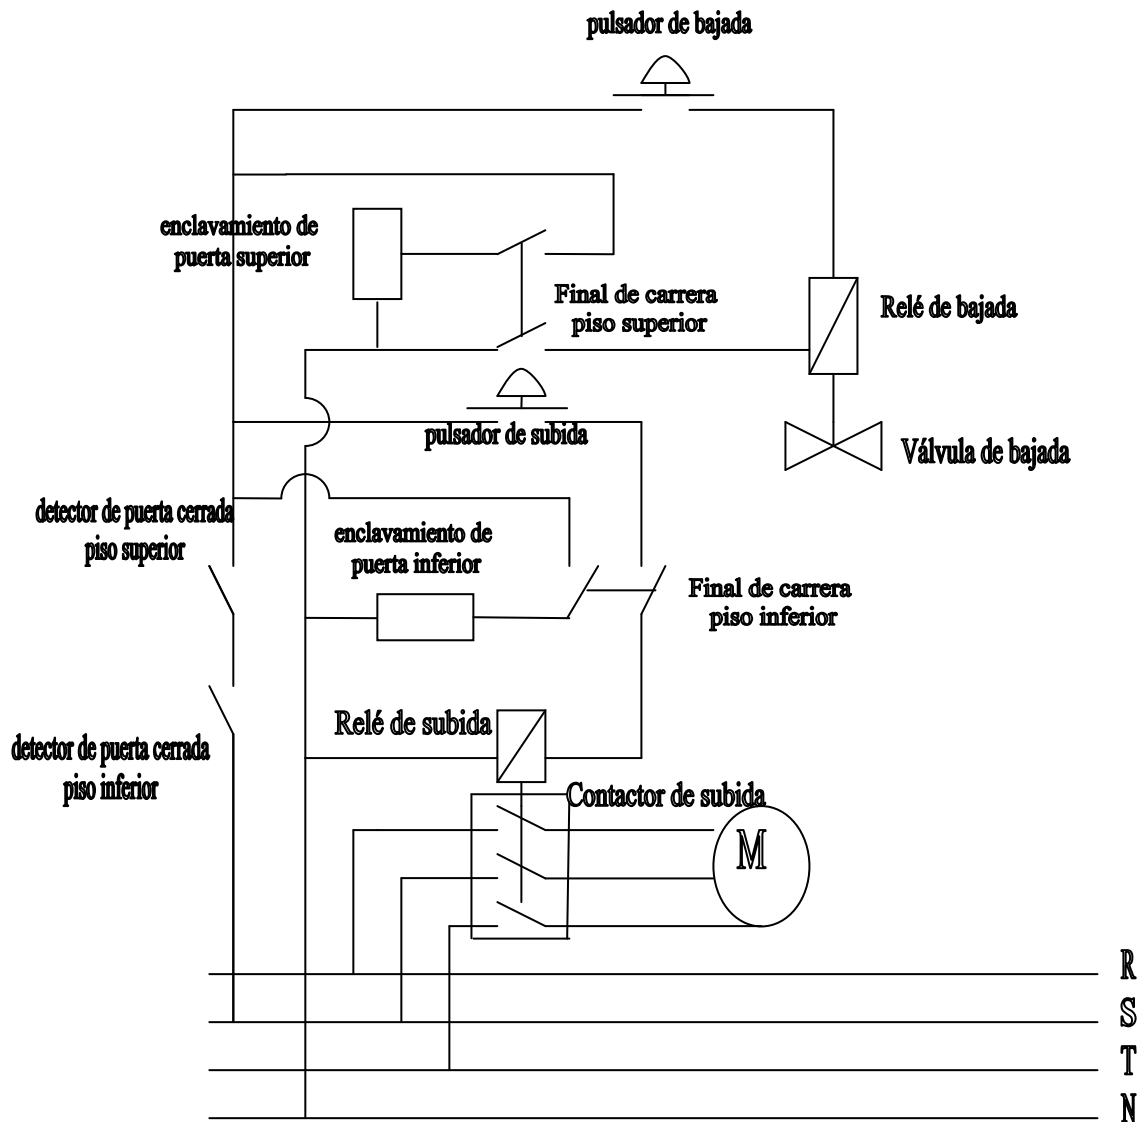 pulsador de bajada
enclavamiento de
puerta superior
Final de carrera
piso superior
Relé de bajada
pulsador de subida
Válvula de bajada
detector de puerta cerrada
piso superior
enclavamiento de
puerta inferior
Final de carrera
piso inferior
Relé de subida
detector de puerta cerrada
piso inferior
Contactor de subida
M
R
S
T
N